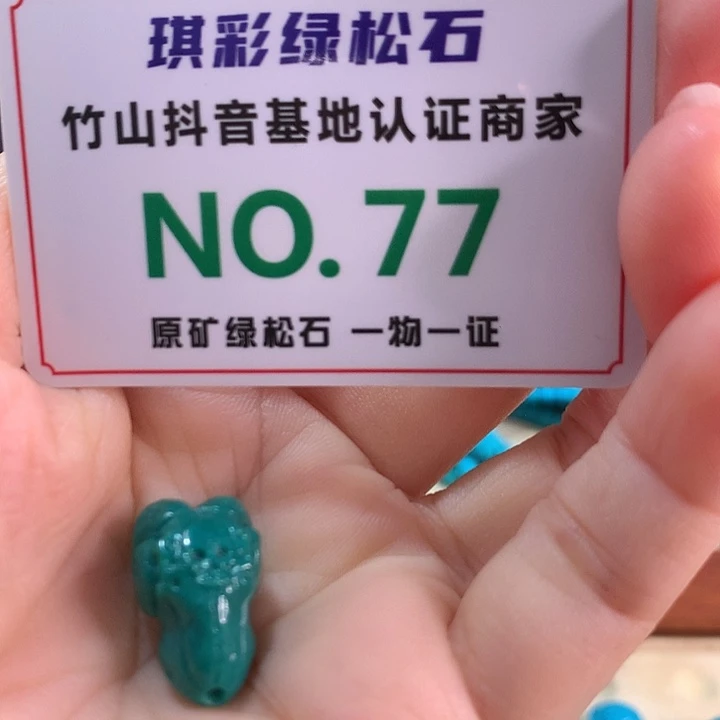 琪彩绿松石
竹山抖音基地认证商家
NO. 77
原矿绿松石 一物一证